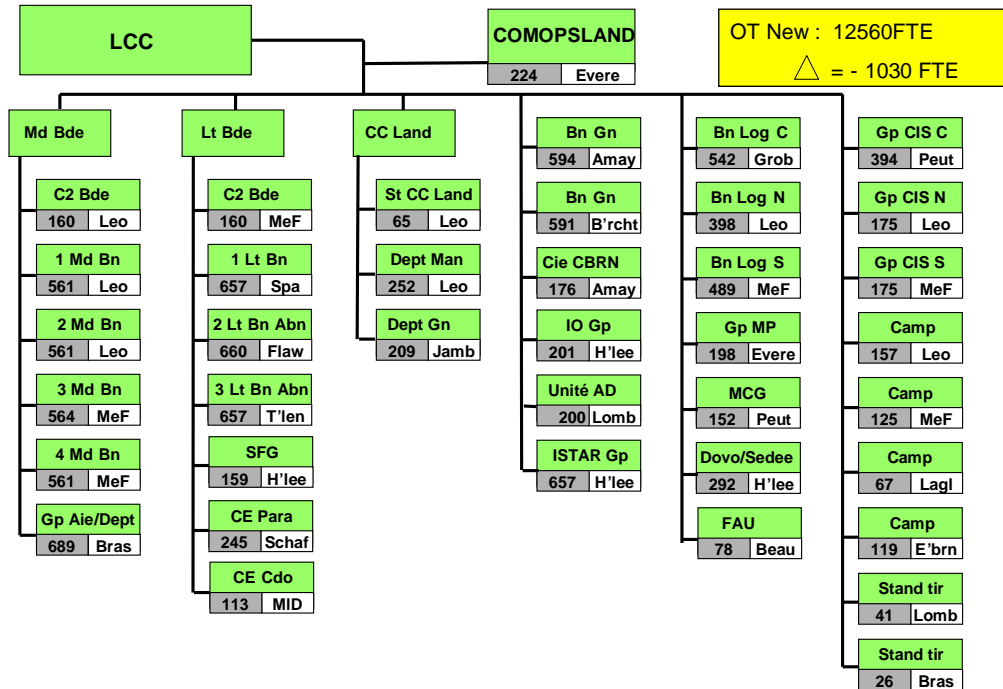 LCC
COMOPSLAND
224 Evere
OT New : 12560FTE
△ = - 1030 FTE
Md Bde
C2 Bde
160 Leo
1 Md Bn
561 Leo
2 Md Bn
561 Leo
3 Md Bn
564 MeF
4 Md Bn
561 MeF
Gp Aie/Dept
689 Bras
Lt Bde
C2 Bde
160 MeF
1 Lt Bn
657 Spa
2 Lt Bn Abn
660 Flaw
3 Lt Bn Abn
657 T'len
SFG
159 H'lee
CE Para
245 Schaf
CE Cdo
113 MID
CC Land
St CC Land
65 Leo
Dept Man
252 Leo
Dept Gn
209 Jamb
Bn Gn
594 Amay
Bn Gn
591 B'rcht
Cie CBRN
176 Amay
IO Gp
201 H'lee
Unité AD
200 Lomb
ISTAR Gp
657 H'lee
Bn Log C
542 Grob
Bn Log N
398 Leo
Bn Log S
489 MeF
Gp MP
198 Evere
MCG
152 Peut
Dovo/Sedee
292 H'lee
FAU
78 Beau
Gp CIS C
394 Peut
Gp CIS N
175 Leo
Gp CIS S
175 MeF
Camp
157 Leo
Camp
125 MeF
Camp
67 Lagl
Camp
119 E'brn
Stand tir
41 Lomb
Stand tir
26 Bras